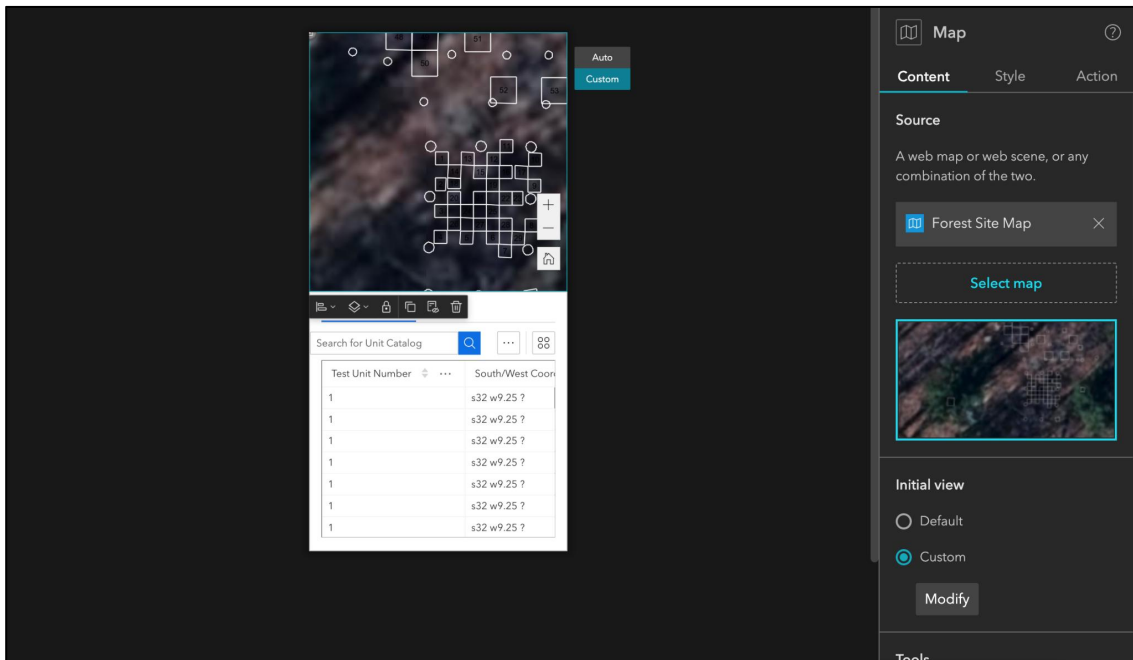 48
51
50
52
53
Auto
Custom
Search for Unit Catalog
Test Unit Number
South/West Coor
1 s32 w9.25 ?
1 s32 w9.25 ?
1 s32 w9.25 ?
1 s32 w9.25 ?
1 s32 w9.25 ?
1 s32 w9.25 ?
1 s32 w9.25 ?
Map
Content Style Action
Source
A web map or web scene, or any
combination of the two.
Forest Site Map
Select map
Initial view
Default
Custom
Modify
Tools